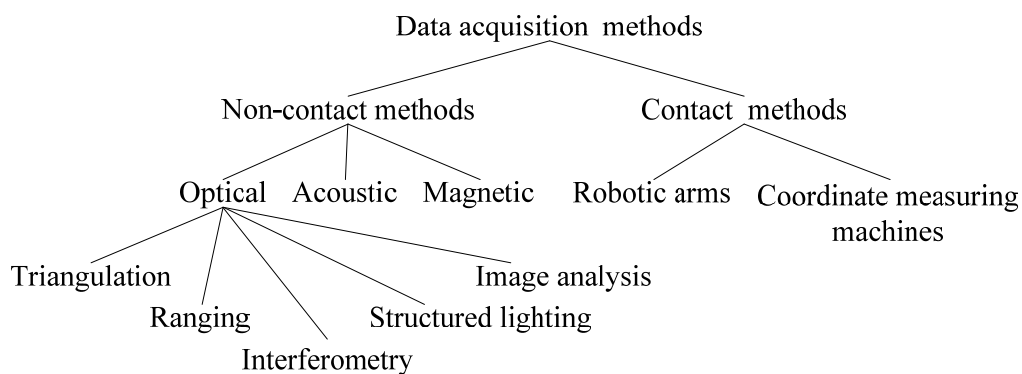 Data acquisition methods
Non-contact methods
Contact methods
Optical
Acoustic
Magnetic
Robotic arms
Coordinate measuring
machines
Triangulation
Ranging
Interferometry
Structured lighting
Image analysis